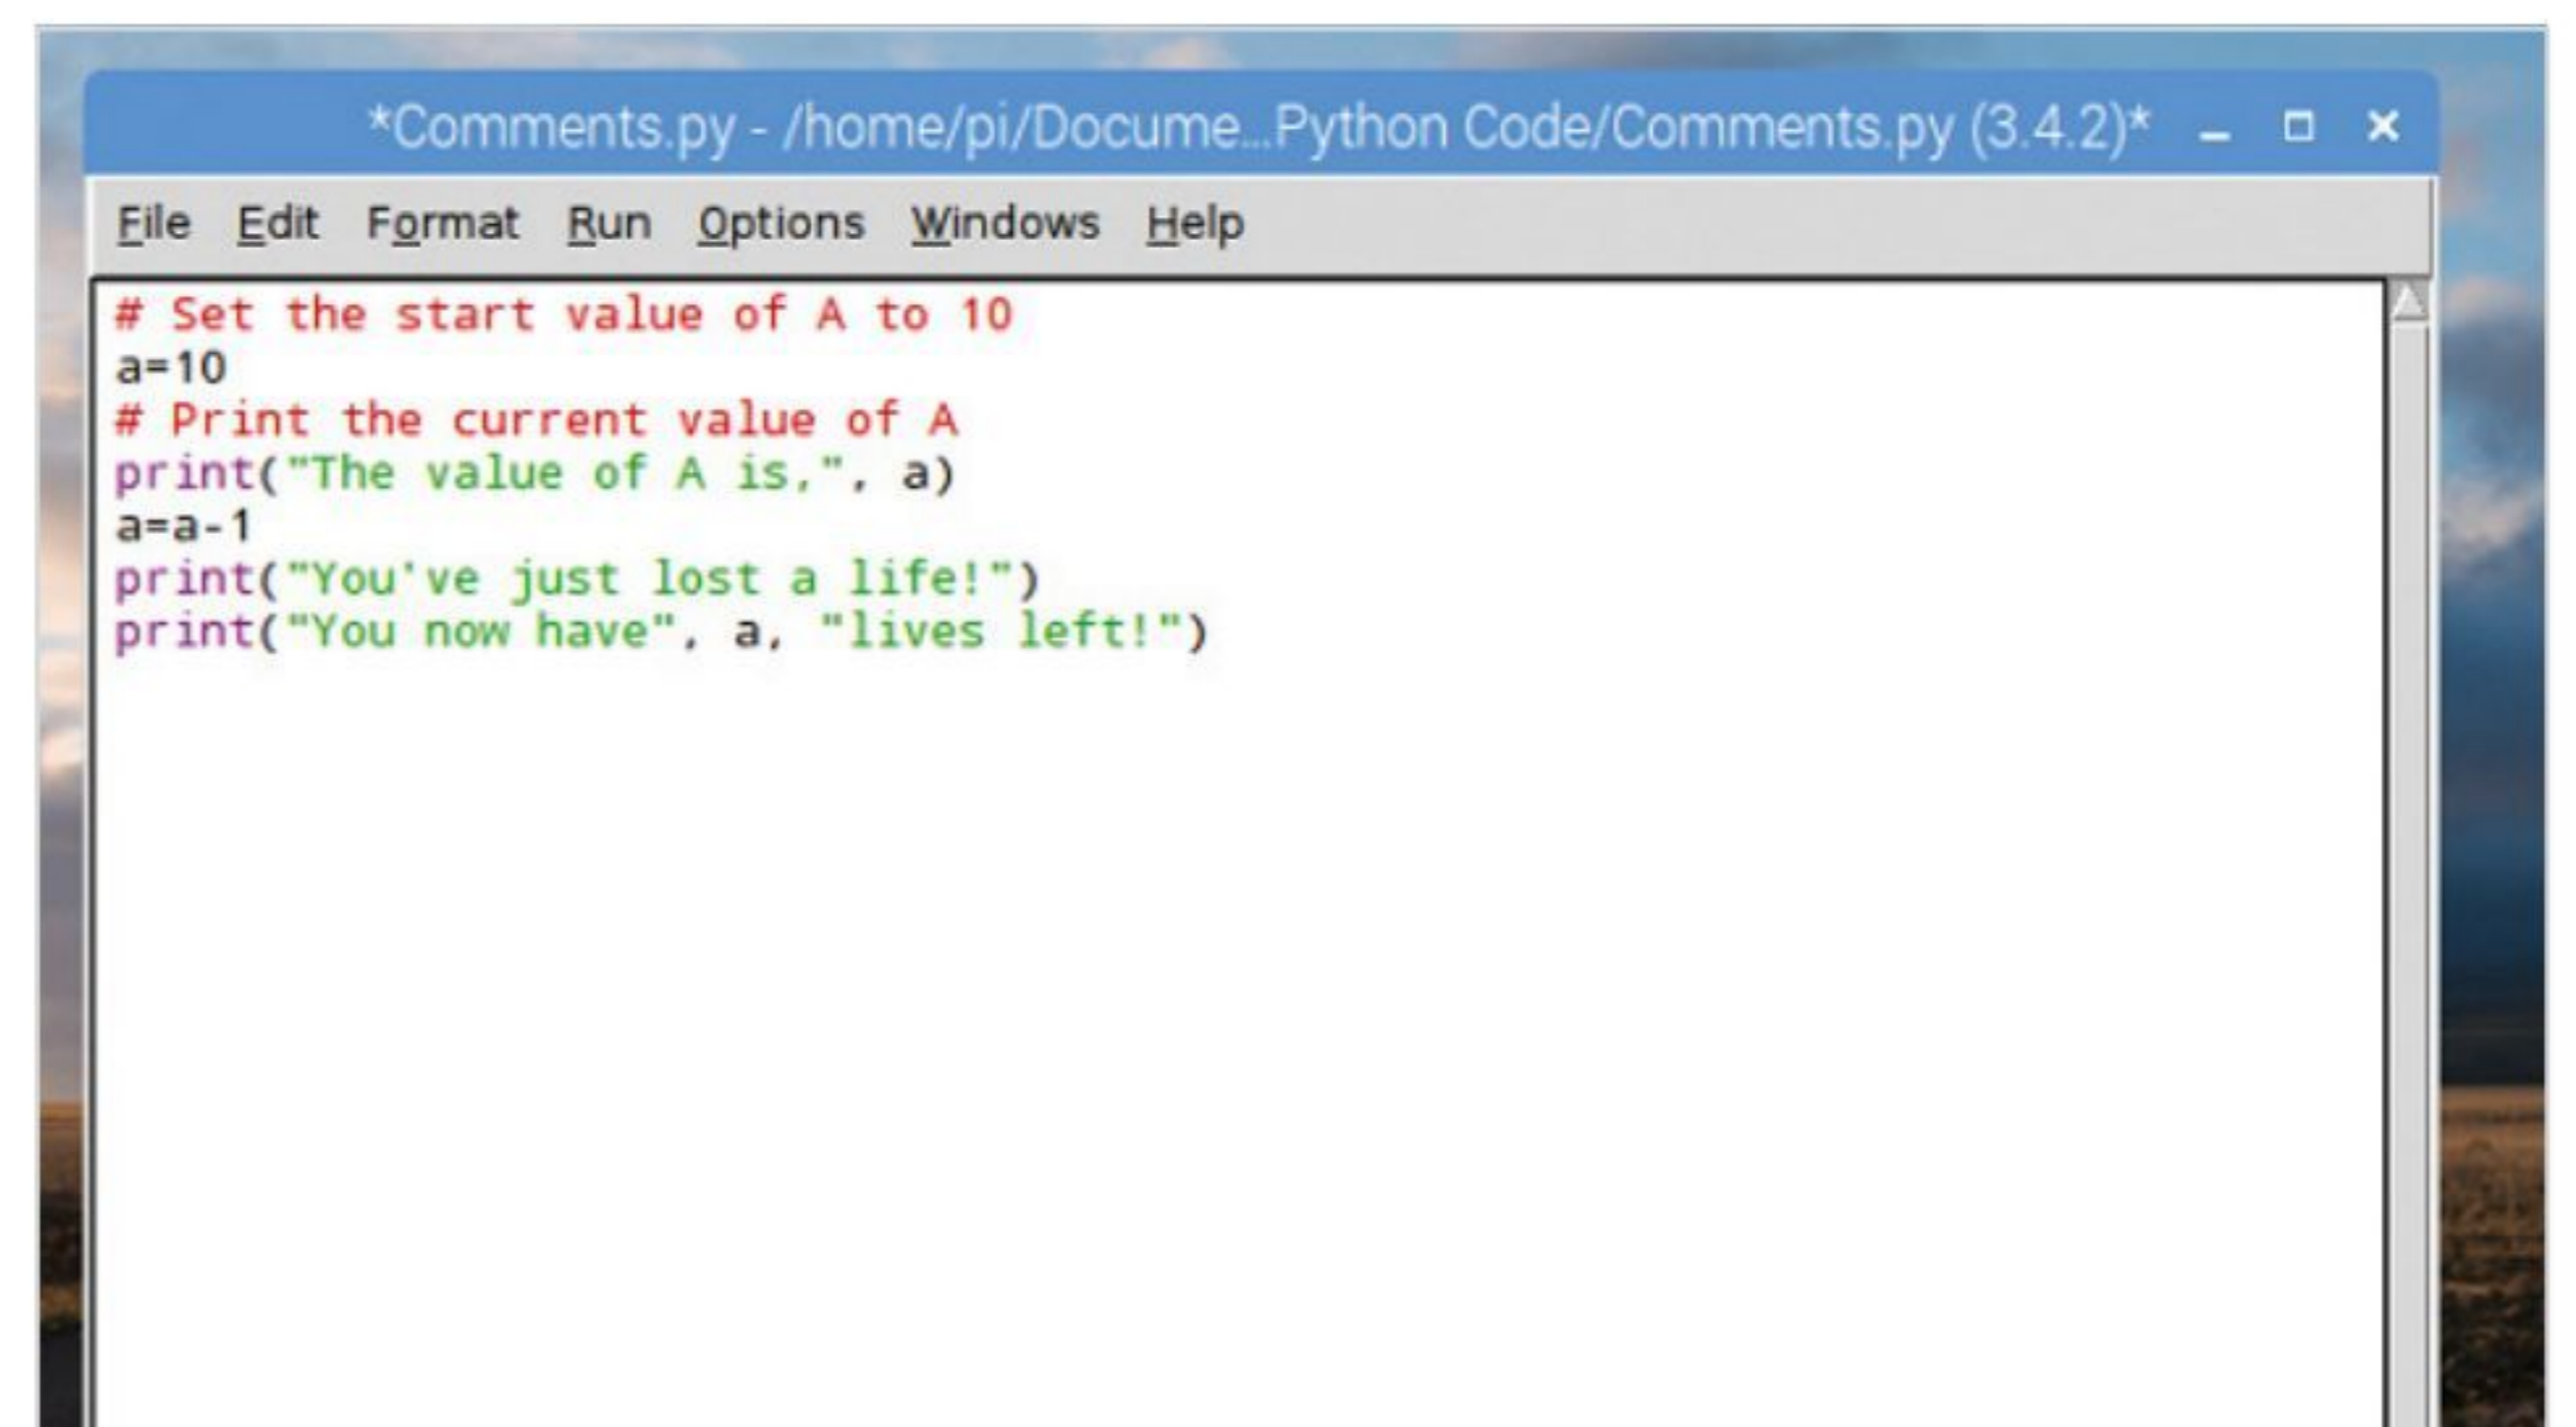 *Comments.py - /home/pi/Docume...Python Code/Comments.py (3.4.2)*
File Edit Format Run Options Windows Help
# Set the start value of A to 10
a=10
# Print the current value of A
print("The value of A is,", a)
a=a-1
print("You've just lost a life!")
print("You now have", a, "lives left!")